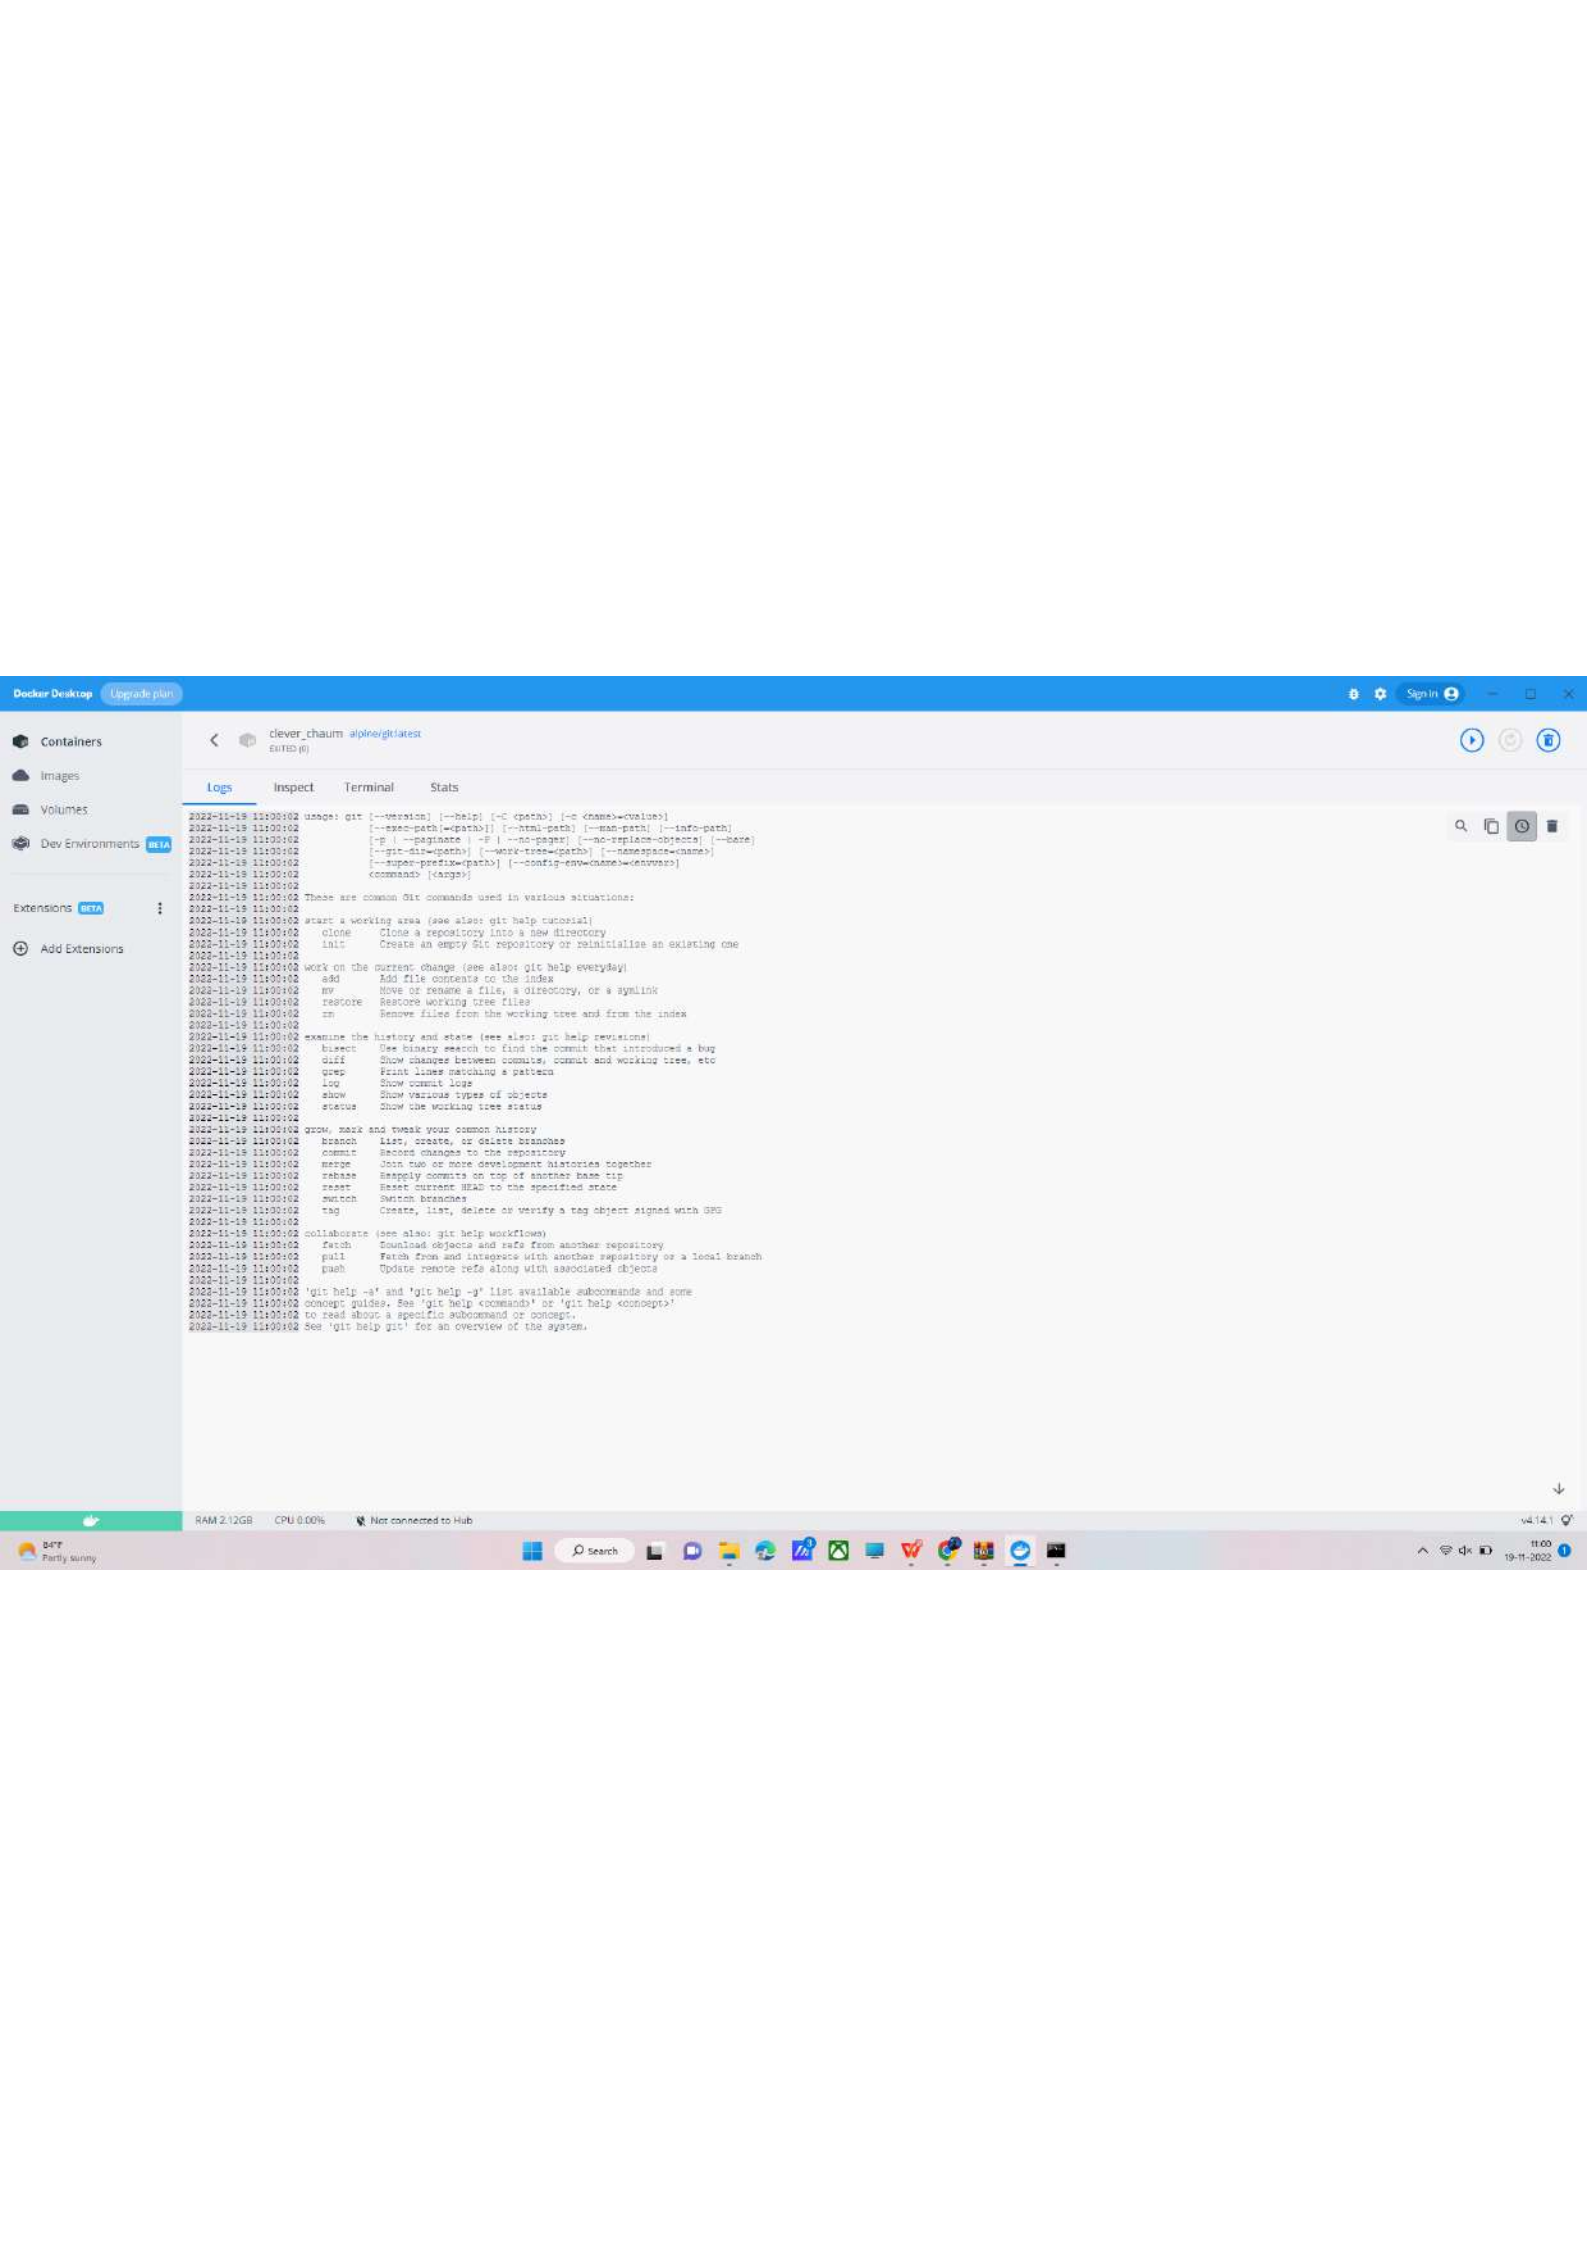 Docker Desktop Upgrade plan Sign in
Containers
Images
Volumes
Dev Environments BETA
Extensions BETA
Add Extensions
clever_chaum alpine/git:latest
EXITED (0)
Logs Inspect Terminal Stats
2022-11-19 11:00:02 usage: git [--version] [--help] [-C <path>] [-c <name>=<value>]
2022-11-19 11:00:02            [--exec-path[=<path>]] [--html-path] [--man-path] [--info-path]
2022-11-19 11:00:02            [-p | --paginate | -P | --no-pager] [--no-replace-objects] [--bare]
2022-11-19 11:00:02            [--git-dir=<path>] [--work-tree=<path>] [--namespace=<name>]
2022-11-19 11:00:02            [--super-prefix=<path>] [--config-env=<name>=<envvar>]
2022-11-19 11:00:02            <command> [<args>]
2022-11-19 11:00:02
2022-11-19 11:00:02 These are common Git commands used in various situations:
2022-11-19 11:00:02
2022-11-19 11:00:02 start a working area (see also: git help tutorial)
2022-11-19 11:00:02    clone     Clone a repository into a new directory
2022-11-19 11:00:02    init      Create an empty Git repository or reinitialize an existing one
2022-11-19 11:00:02
2022-11-19 11:00:02 work on the current change (see also: git help everyday)
2022-11-19 11:00:02    add       Add file contents to the index
2022-11-19 11:00:02    mv        Move or rename a file, a directory, or a symlink
2022-11-19 11:00:02    restore   Restore working tree files
2022-11-19 11:00:02    rm        Remove files from the working tree and from the index
2022-11-19 11:00:02
2022-11-19 11:00:02 examine the history and state (see also: git help revisions)
2022-11-19 11:00:02    bisect    Use binary search to find the commit that introduced a bug
2022-11-19 11:00:02    diff      Show changes between commits, commit and working tree, etc
2022-11-19 11:00:02    grep      Print lines matching a pattern
2022-11-19 11:00:02    log       Show commit logs
2022-11-19 11:00:02    show      Show various types of objects
2022-11-19 11:00:02    status    Show the working tree status
2022-11-19 11:00:02
2022-11-19 11:00:02 grow, mark and tweak your common history
2022-11-19 11:00:02    branch    List, create, or delete branches
2022-11-19 11:00:02    commit    Record changes to the repository
2022-11-19 11:00:02    merge     Join two or more development histories together
2022-11-19 11:00:02    rebase    Reapply commits on top of another base tip
2022-11-19 11:00:02    reset     Reset current HEAD to the specified state
2022-11-19 11:00:02    switch    Switch branches
2022-11-19 11:00:02    tag       Create, list, delete or verify a tag object signed with GPG
2022-11-19 11:00:02
2022-11-19 11:00:02 collaborate (see also: git help workflows)
2022-11-19 11:00:02    fetch     Download objects and refs from another repository
2022-11-19 11:00:02    pull      Fetch from and integrate with another repository or a local branch
2022-11-19 11:00:02    push      Update remote refs along with associated objects
2022-11-19 11:00:02
2022-11-19 11:00:02 'git help -a' and 'git help -g' list available subcommands and some
2022-11-19 11:00:02 concept guides. See 'git help <command>' or 'git help <concept>'
2022-11-19 11:00:02 to read about a specific subcommand or concept.
2022-11-19 11:00:02 See 'git help git' for an overview of the system.
RAM 2.12GB CPU 0.00% Not connected to Hub v4.14.1
84°F
Partly sunny
Search
11:00
19-11-2022 1